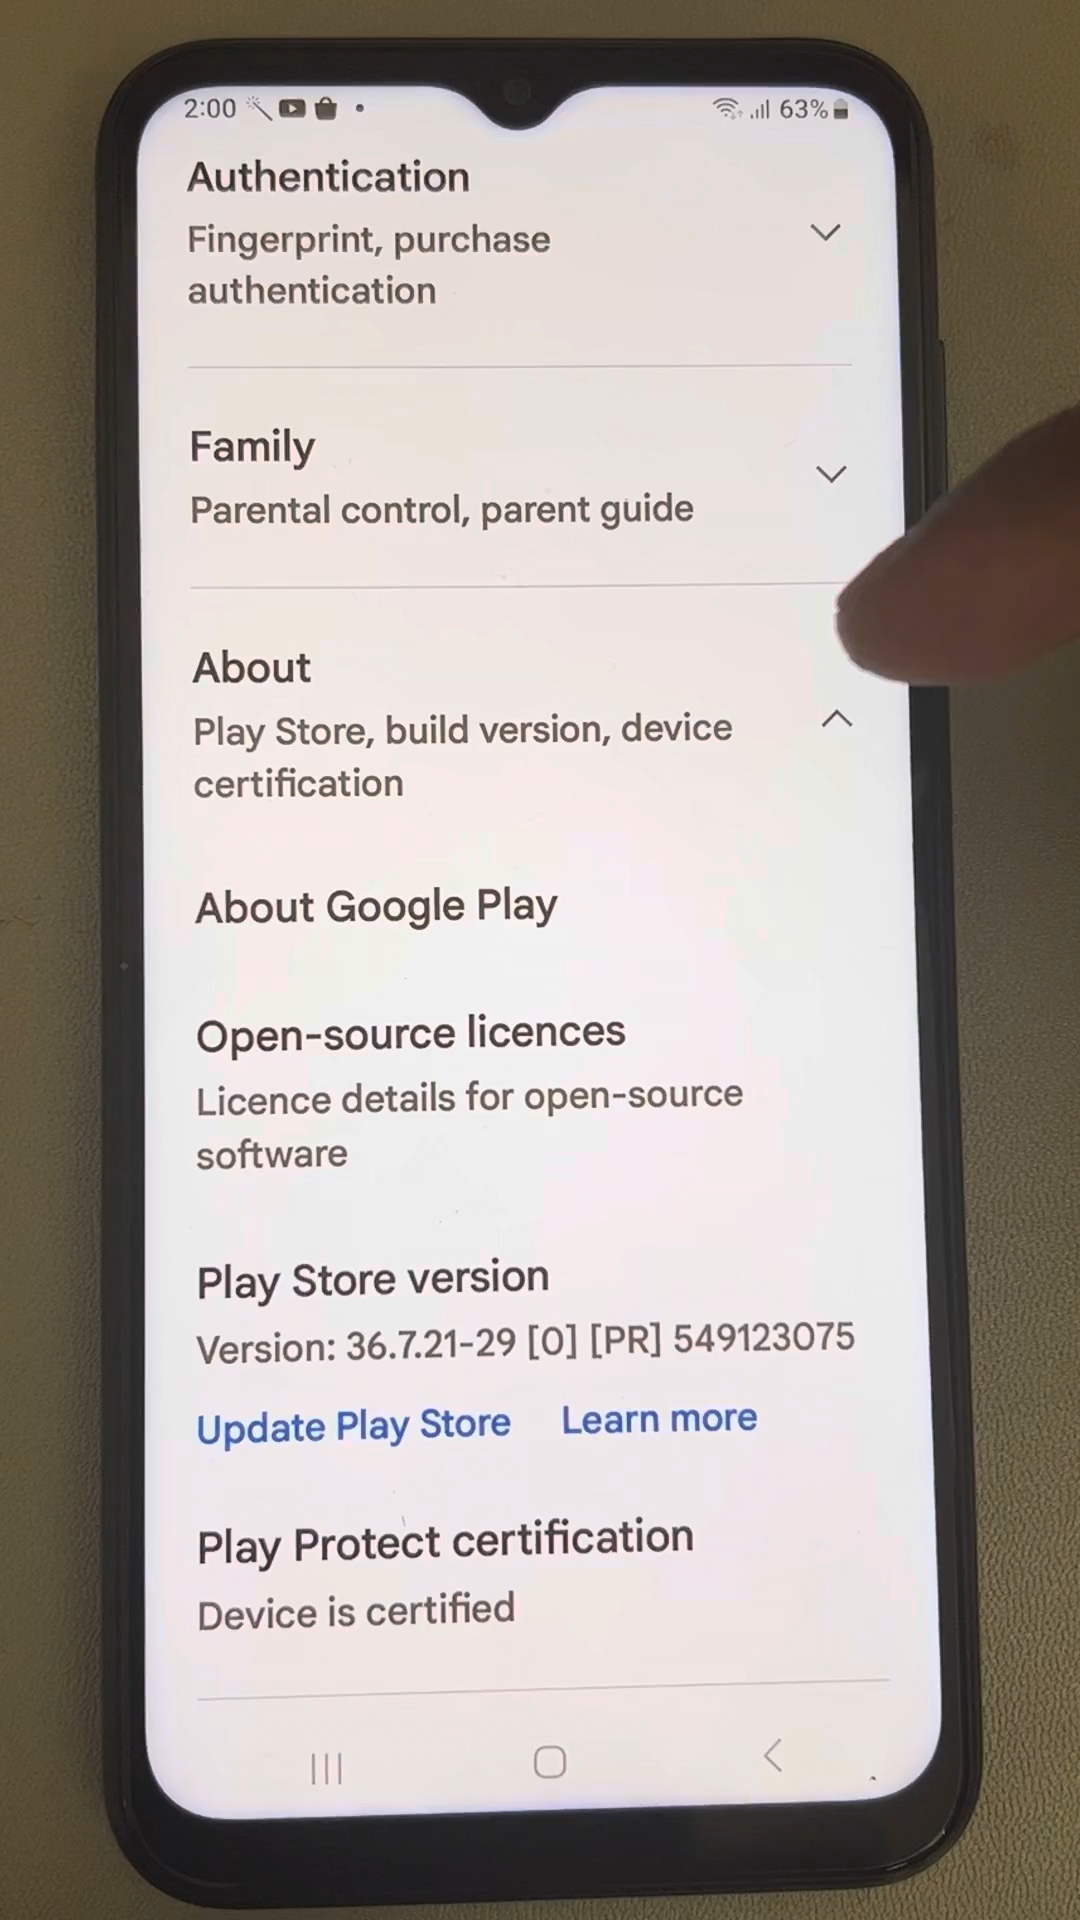 2:00
63%
Authentication
Fingerprint, purchase
authentication
Family
Parental control, parent guide
About
Play Store, build version, device
certification
About Google Play
Open-source licences
Licence details for open-source
software
Play Store version
Version: 36.7.21-29 [0] [PR] 549123075
Update Play Store Learn more
Play Protect certification
Device is certified